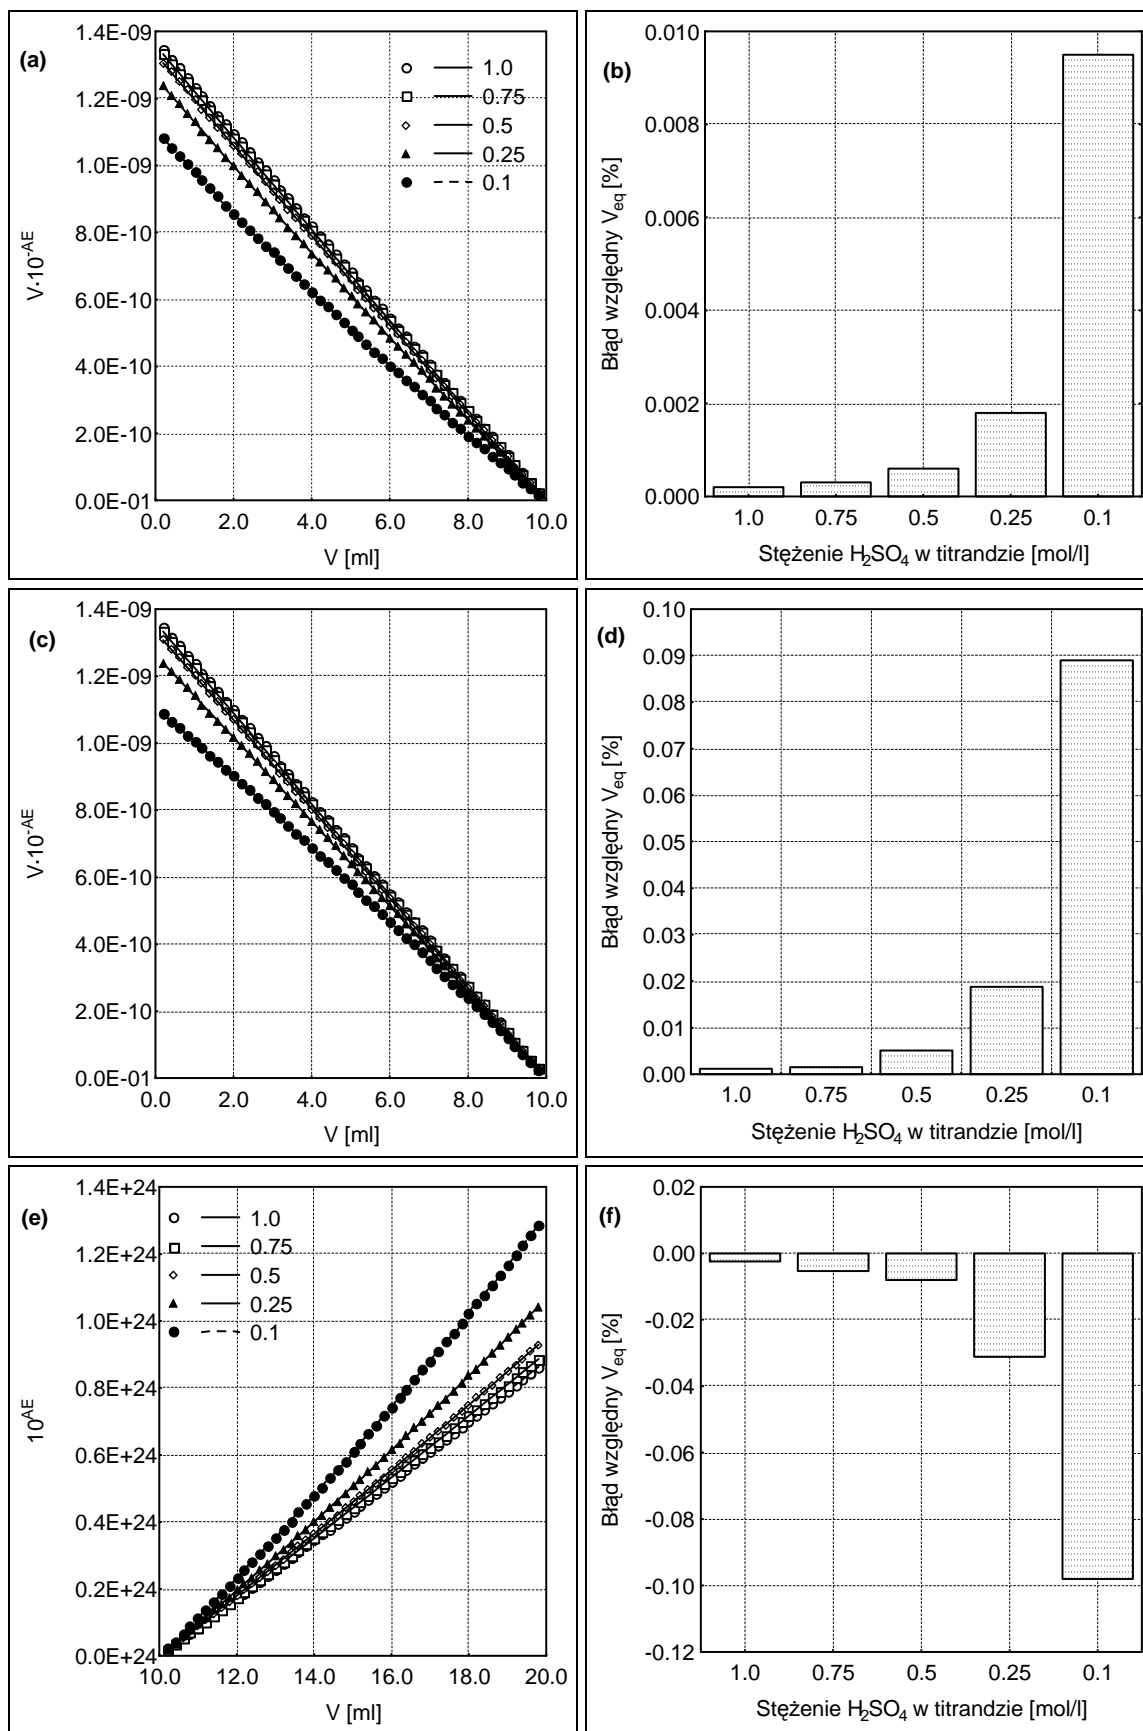 (a)
1.4E-09
1.2E-09
1.0E-09
8.0E-10
6.0E-10
4.0E-10
2.0E-10
0.0E-01
V·10^-AE
1.0
0.75
0.5
0.25
0.1
0.0 2.0 4.0 6.0 8.0 10.0
V [ml]
(b)
0.010
0.008
0.006
0.004
0.002
0.000
Błąd względny V_eq [%]
1.0 0.75 0.5 0.25 0.1
Stężenie H₂SO₄ w titrandzie [mol/l]
(c)
1.4E-09
1.2E-09
1.0E-09
8.0E-10
6.0E-10
4.0E-10
2.0E-10
0.0E-01
V·10^-AE
0.0 2.0 4.0 6.0 8.0 10.0
V [ml]
(d)
0.10
0.09
0.08
0.07
0.06
0.05
0.04
0.03
0.02
0.01
0.00
Błąd względny V_eq [%]
1.0 0.75 0.5 0.25 0.1
Stężenie H₂SO₄ w titrandzie [mol/l]
(e)
1.4E+24
1.2E+24
1.0E+24
0.8E+24
0.6E+24
0.4E+24
0.2E+24
0.0E+24
10^AE
1.0
0.75
0.5
0.25
0.1
10.0 12.0 14.0 16.0 18.0 20.0
V [ml]
(f)
0.02
0.00
-0.02
-0.04
-0.06
-0.08
-0.10
-0.12
Błąd względny V_eq [%]
1.0 0.75 0.5 0.25 0.1
Stężenie H₂SO₄ w titrandzie [mol/l]